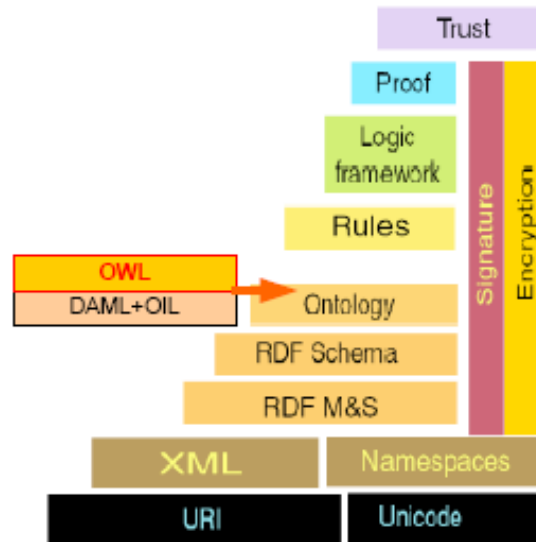 Trust
Proof
Logic
framework
Rules
Signature
Encryption
OWL
DAML+OIL
Ontology
RDF Schema
RDF M&S
XML
Namespaces
URI
Unicode